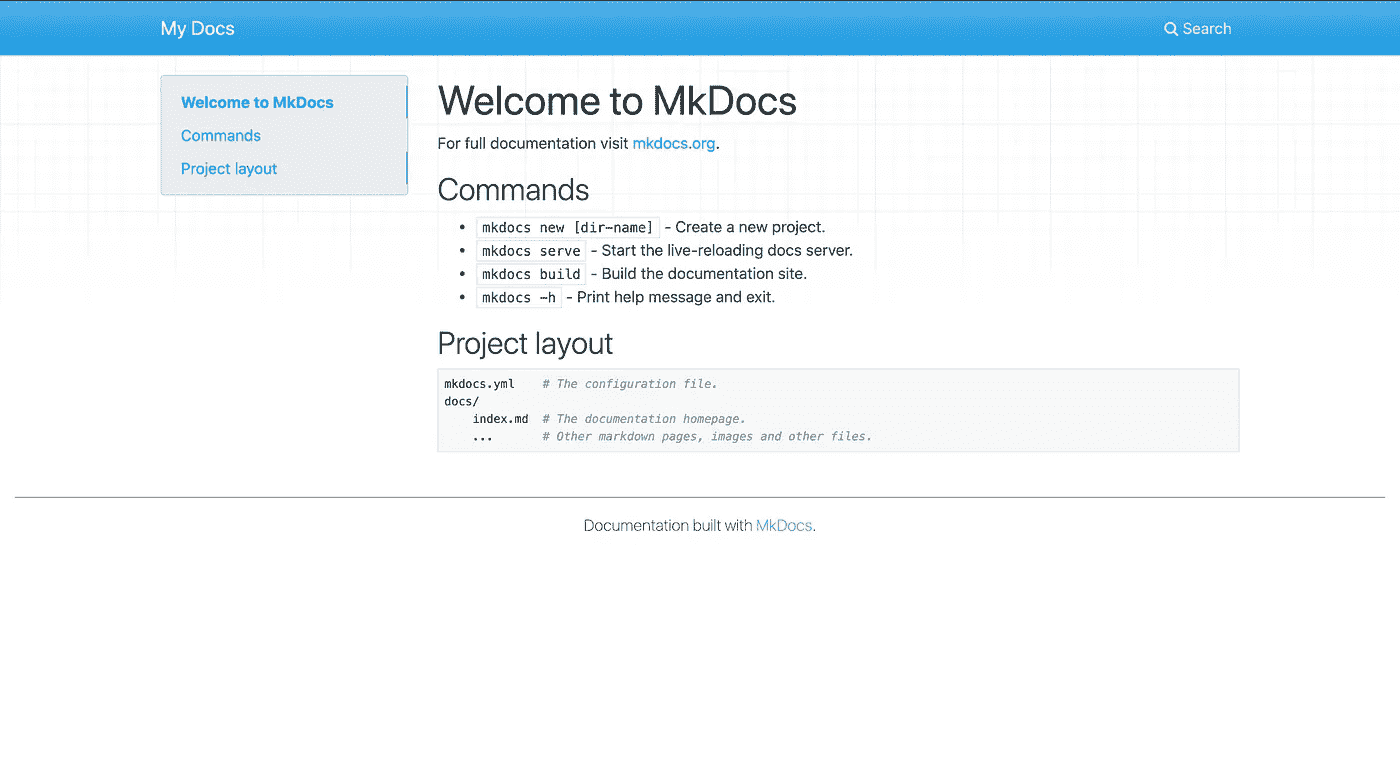 My Docs
Search
Welcome to MkDocs
Commands
Project layout
Welcome to MkDocs
For full documentation visit mkdocs.org.
Commands
• mkdocs new [dir-name] - Create a new project.
• mkdocs serve - Start the live-reloading docs server.
• mkdocs build - Build the documentation site.
• mkdocs -h - Print help message and exit.
Project layout
mkdocs.yml    # The configuration file.
docs/
    index.md  # The documentation homepage.
    ...       # Other markdown pages, images and other files.
Documentation built with MkDocs.